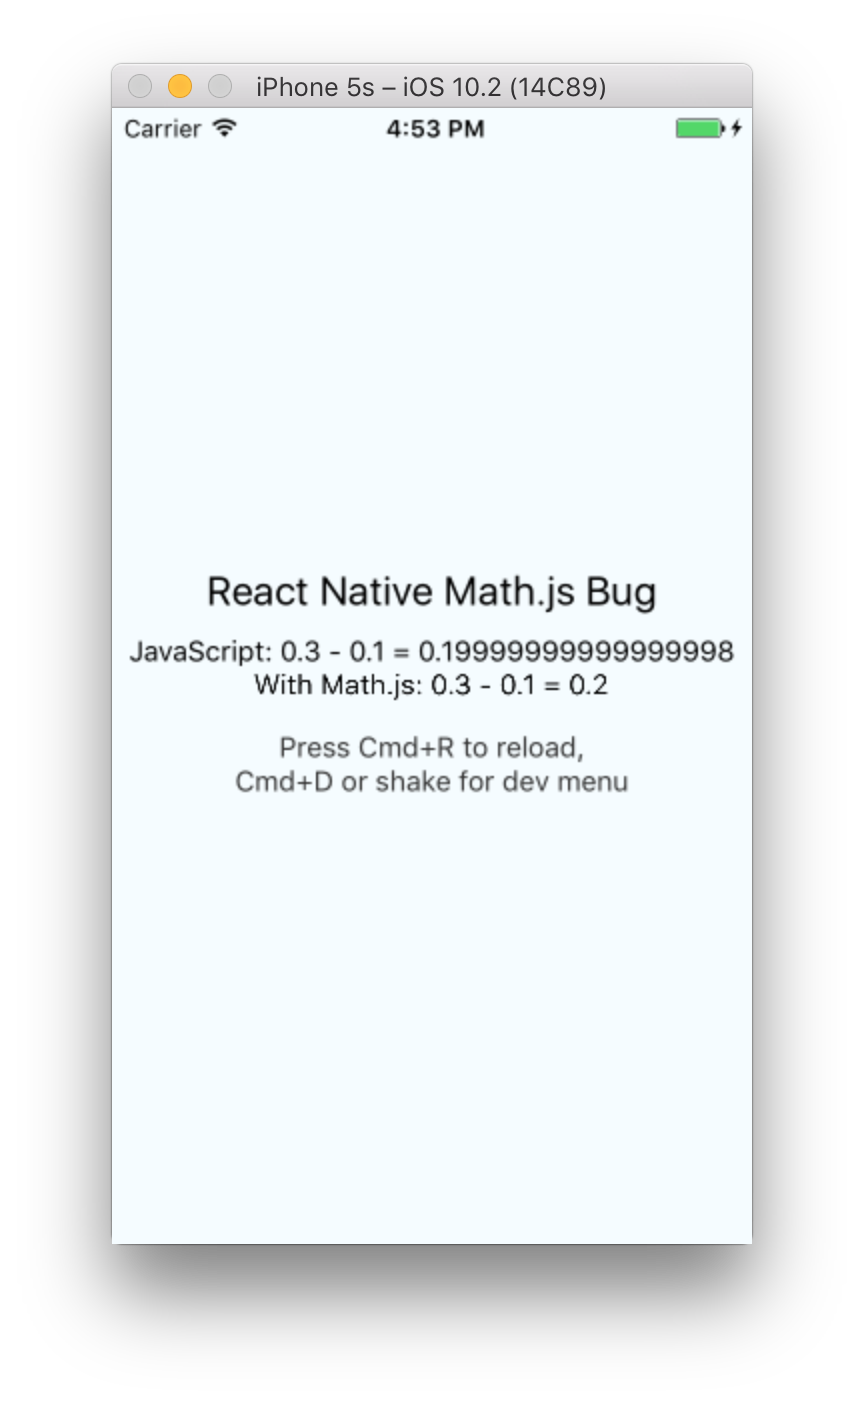 iPhone 5s – iOS 10.2 (14C89)
Carrier 4:53 PM
React Native Math.js Bug
JavaScript: 0.3 - 0.1 = 0.19999999999999998
With Math.js: 0.3 - 0.1 = 0.2
Press Cmd+R to reload,
Cmd+D or shake for dev menu